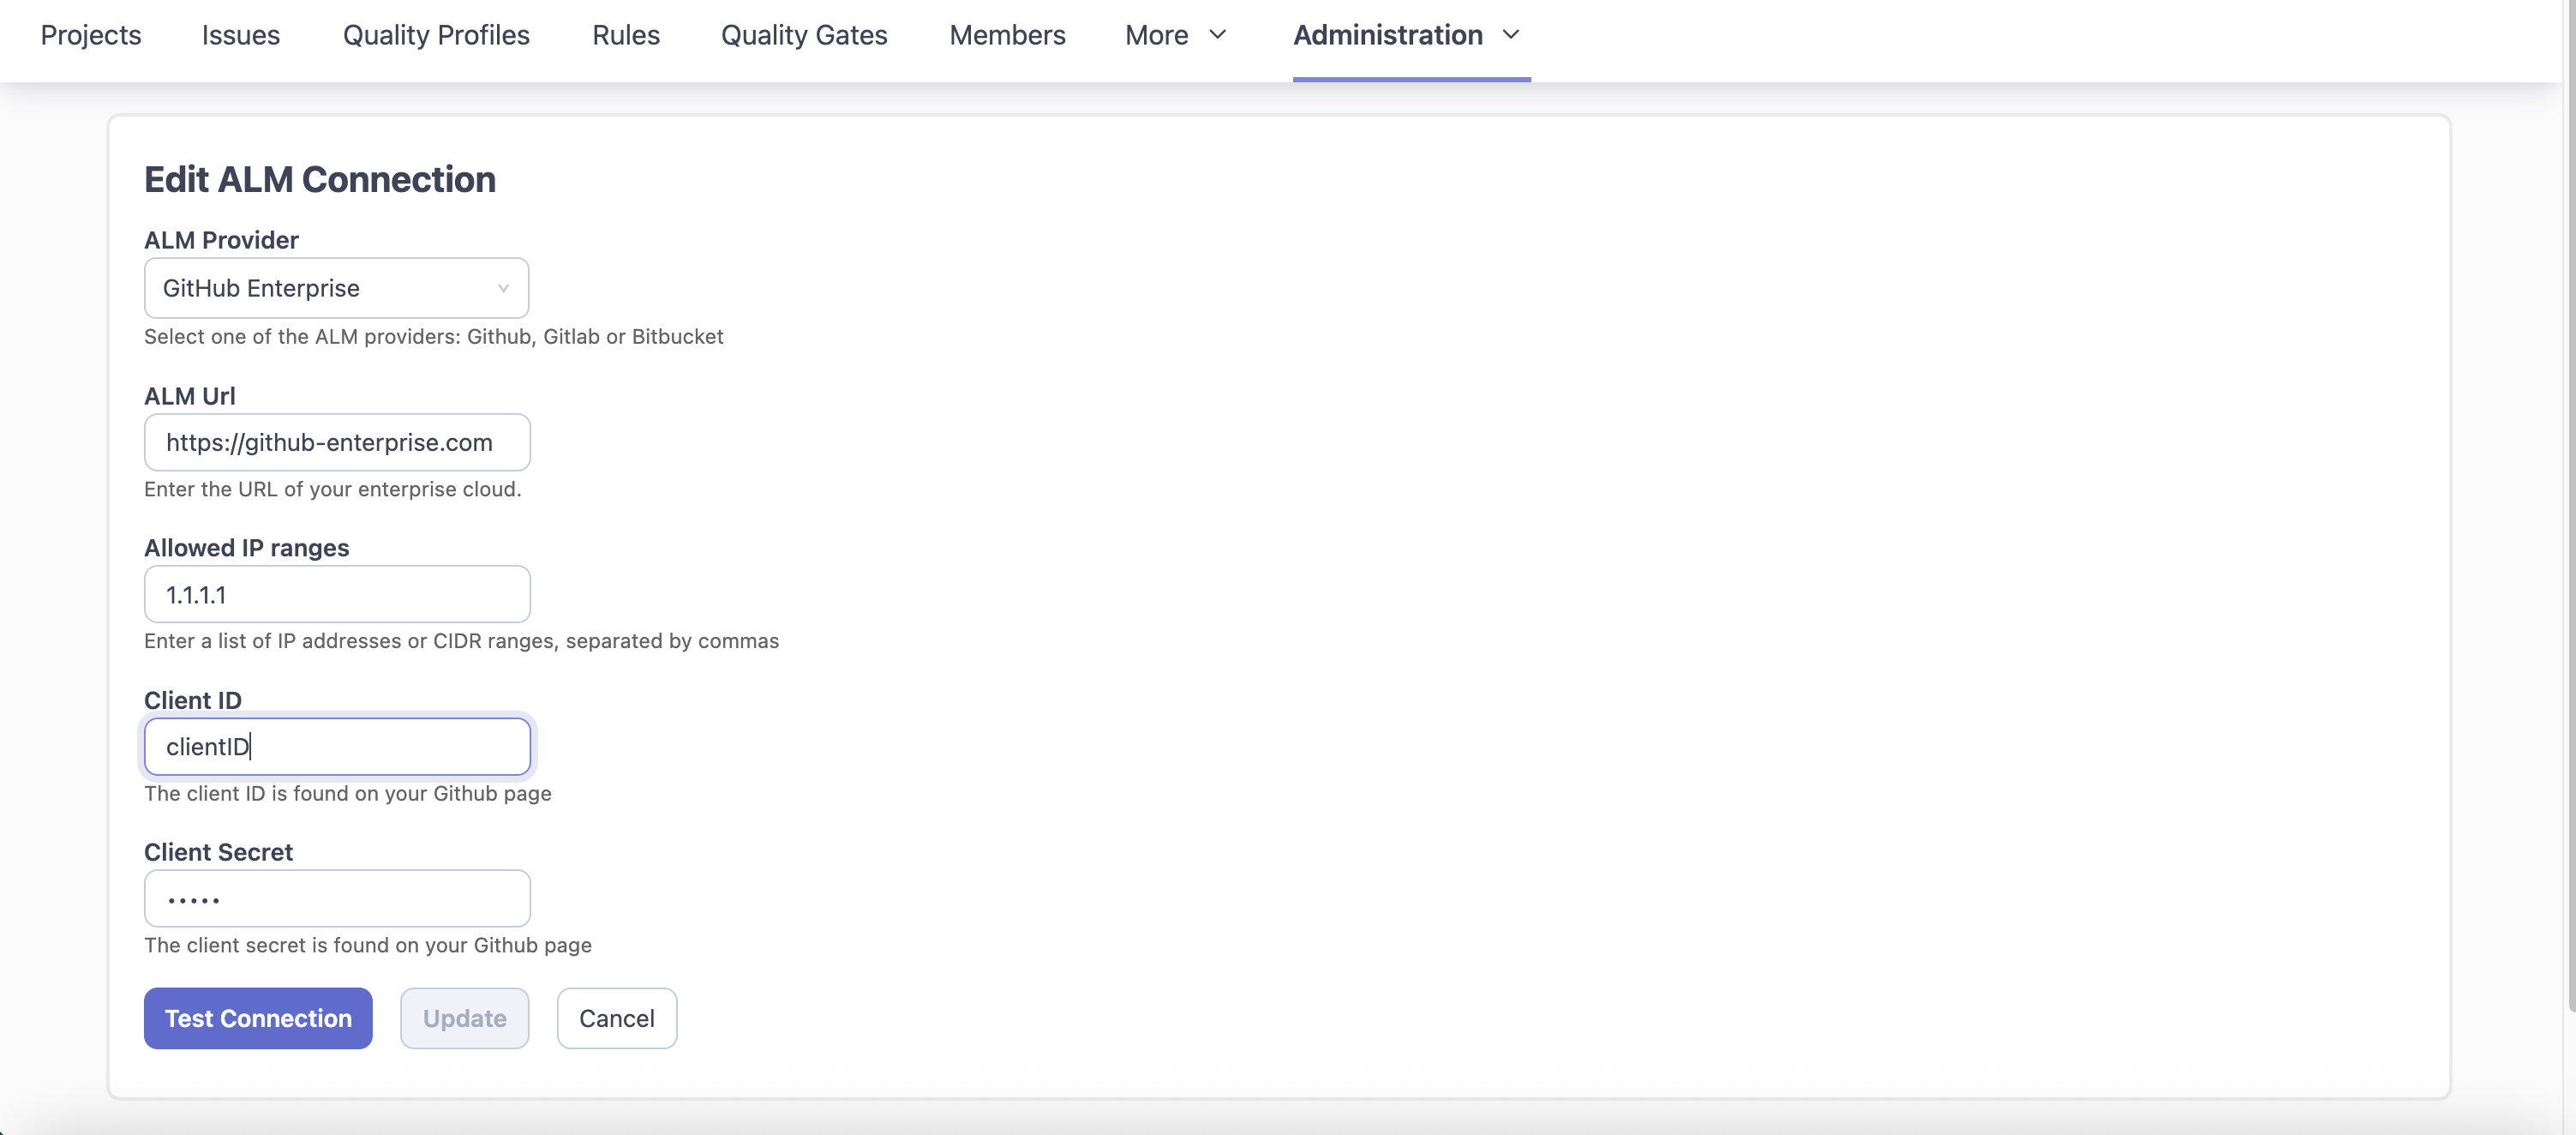 Projects Issues Quality Profiles Rules Quality Gates Members More Administration
Edit ALM Connection
ALM Provider
GitHub Enterprise
Select one of the ALM providers: Github, Gitlab or Bitbucket
ALM Url
https://github-enterprise.com
Enter the URL of your enterprise cloud.
Allowed IP ranges
1.1.1.1
Enter a list of IP addresses or CIDR ranges, separated by commas
Client ID
clientID
The client ID is found on your Github page
Client Secret
•••••
The client secret is found on your Github page
Test Connection Update Cancel